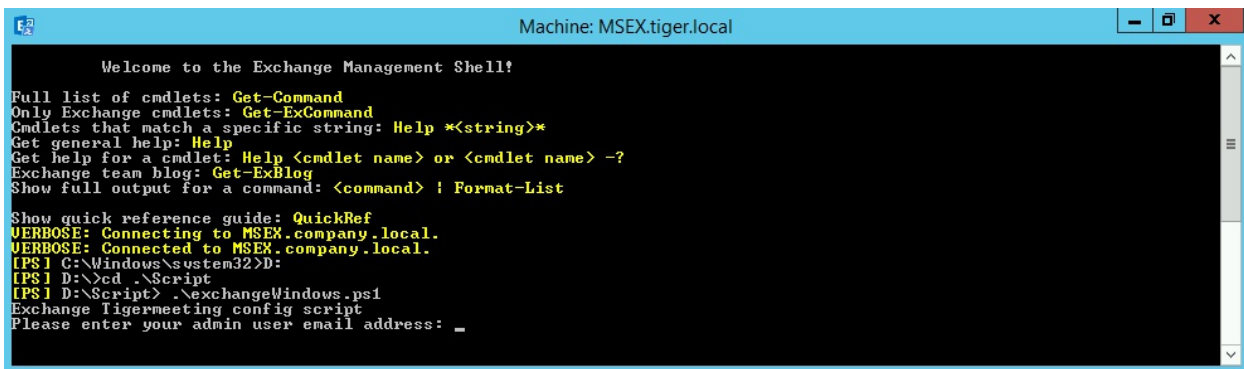 Machine: MSEX.tiger.local
Welcome to the Exchange Management Shell!
Full list of cmdlets: Get-Command
Only Exchange cmdlets: Get-ExCommand
Cmdlets that match a specific string: Help *<string>*
Get general help: Help
Get help for a cmdlet: Help <cmdlet name> or <cmdlet name> -?
Exchange team blog: Get-ExBlog
Show full output for a command: <command> | Format-List
Show quick reference guide: QuickRef
VERBOSE: Connecting to MSEX.company.local.
VERBOSE: Connected to MSEX.company.local.
[PS] C:\Windows\system32>D:
[PS] D:\>cd .\Script
[PS] D:\Script> .\exchangeWindows.ps1
Exchange Tigermeeting config script
Please enter your admin user email address: _